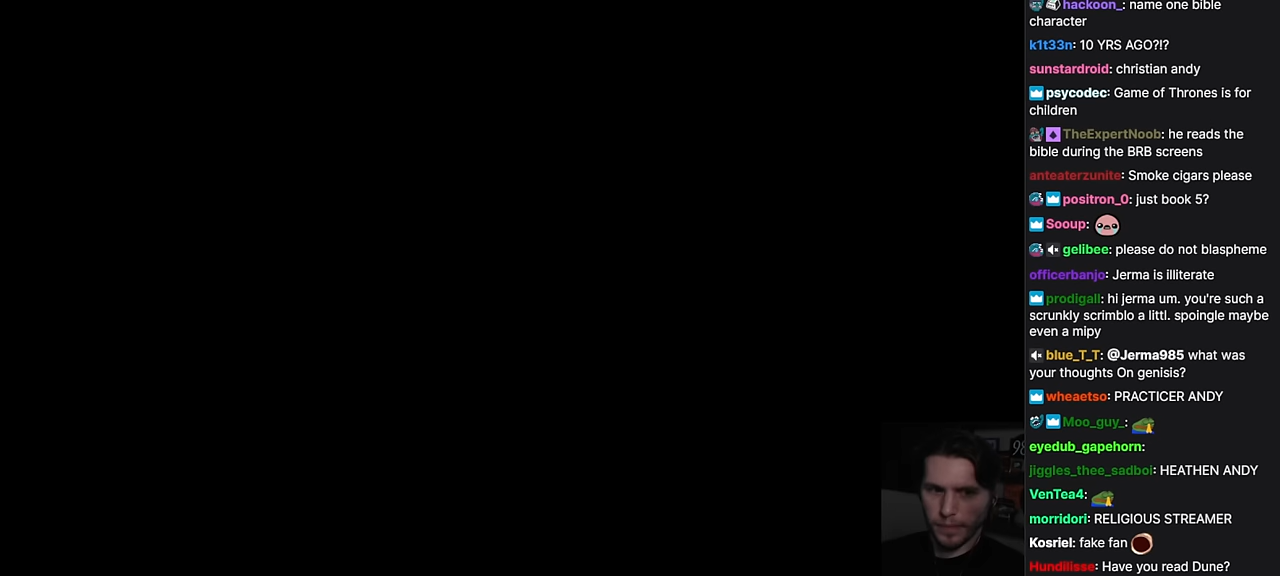 hackoon_: name one bible
character
k1t33n: 10 YRS AGO?!?
sunstardroid: christian andy
psycodec: Game of Thrones is for
children
TheExpertNoob: he reads the
bible during the BRB screens
anteaterzunite: Smoke cigars please
positron_0: just book 5?
Sooup:
gelibee: please do not blaspheme
officerbanjo: Jerma is illiterate
prodigall: hi jerma um. you're such a
scrunkly scrimblo a littl. spoingle maybe
even a mipy
blue_T_T: @Jerma985 what was
your thoughts On genisis?
wheaetso: PRACTICER ANDY
Moo_guy_:
eyedub_gapehorn:
jiggles_thee_sadboi: HEATHEN ANDY
VenTea4:
morridori: RELIGIOUS STREAMER
Kosriel: fake fan
Hundilisse: Have you read Dune?
98